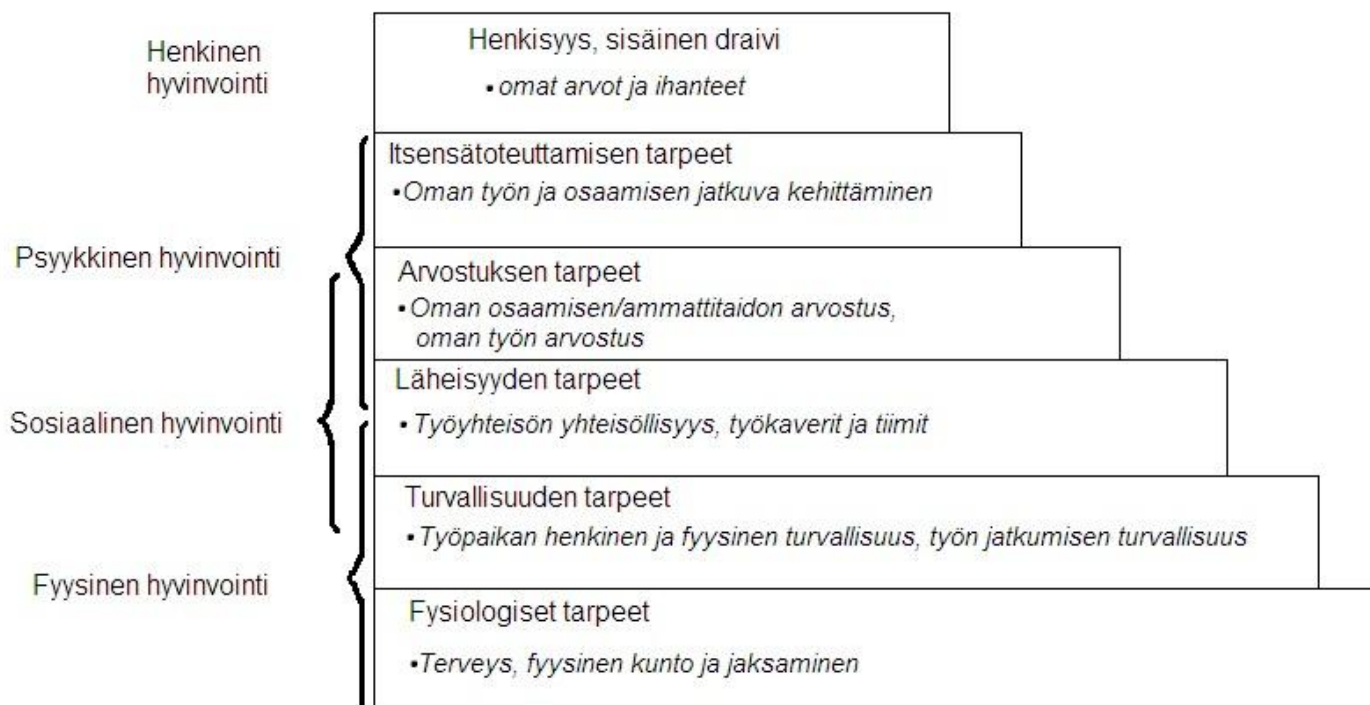 Henkinen
hyvinvointi
Henkisyys, sisäinen draivi
• omat arvot ja ihanteet
Itsensätoteuttamisen tarpeet
• Oman työn ja osaamisen jatkuva kehittäminen
Psyykkinen hyvinvointi
Arvostuksen tarpeet
• Oman osaamisen/ammattitaidon arvostus,
oman työn arvostus
Läheisyyden tarpeet
• Työyhteisön yhteisöllisyys, työkaverit ja tiimit
Sosiaalinen hyvinvointi
Turvallisuuden tarpeet
• Työpaikan henkinen ja fyysinen turvallisuus, työn jatkumisen turvallisuus
Fyysinen hyvinvointi
Fysiologiset tarpeet
• Terveys, fyysinen kunto ja jaksaminen